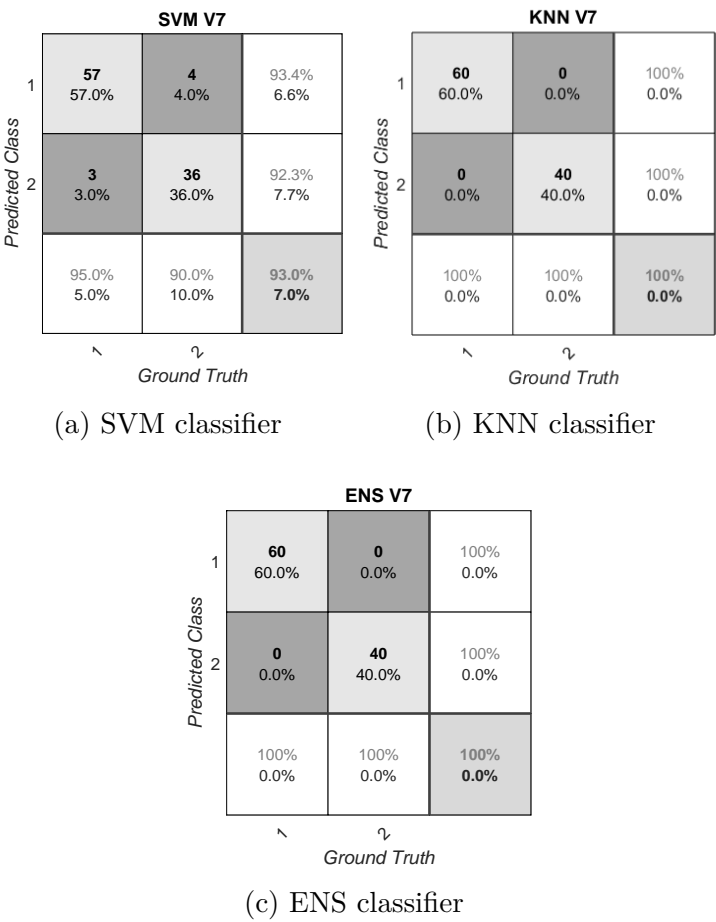 SVM V7
57 4 93.4%
1 57.0% 4.0% 6.6%
3 36 92.3%
2 3.0% 36.0% 7.7%
95.0% 90.0% 93.0%
5.0% 10.0% 7.0%
1 2
Predicted Class
Ground Truth
(a) SVM classifier
KNN V7
60 0 100%
1 60.0% 0.0% 0.0%
0 40 100%
2 0.0% 40.0% 0.0%
100% 100% 100%
0.0% 0.0% 0.0%
1 2
Predicted Class
Ground Truth
(b) KNN classifier
ENS V7
60 0 100%
1 60.0% 0.0% 0.0%
0 40 100%
2 0.0% 40.0% 0.0%
100% 100% 100%
0.0% 0.0% 0.0%
1 2
Predicted Class
Ground Truth
(c) ENS classifier